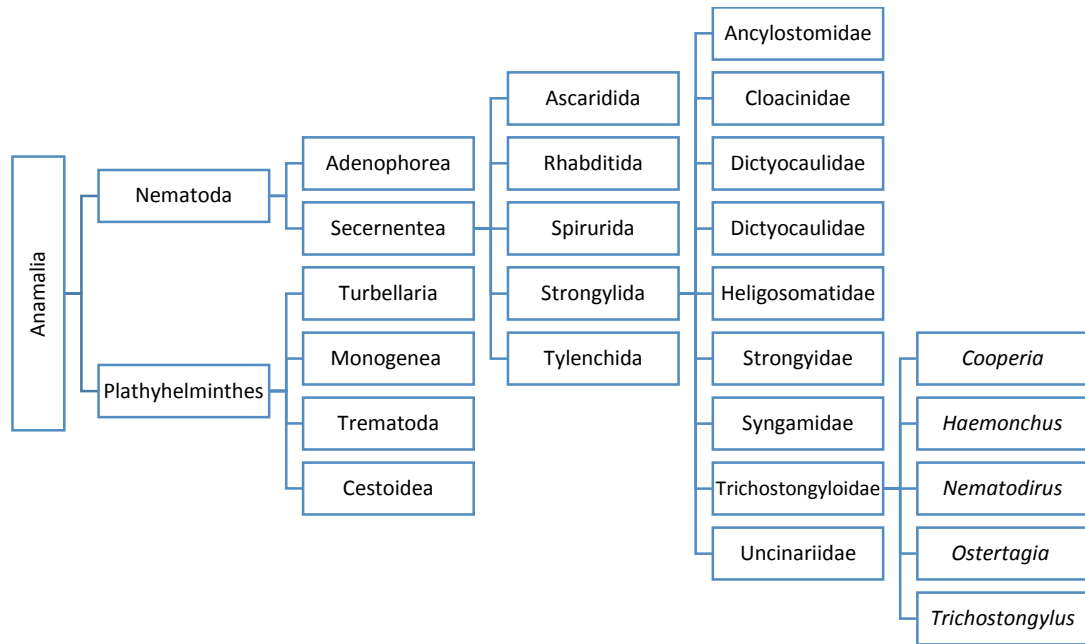 Anamalia
Nematoda
Plathyhelminthes
Adenophorea
Secernentea
Turbellaria
Monogenea
Trematoda
Cestoidea
Ascaridida
Rhabditida
Spirurida
Strongylida
Tylenchida
Ancylostomidae
Cloacinidae
Dictyocaulidae
Dictyocaulidae
Heligosomatidae
Strongyidae
Syngamidae
Trichostongyloidae
Uncinariidae
Cooperia
Haemonchus
Nematodirus
Ostertagia
Trichostongylus